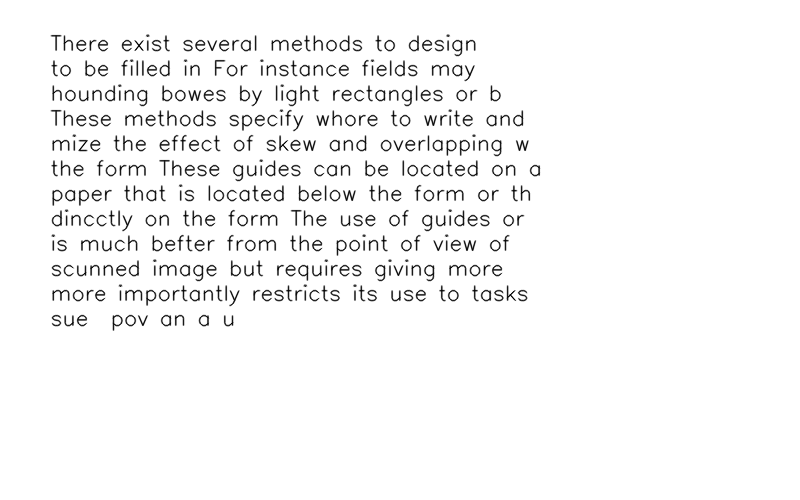 There exist several methods to design
to be filled in For instance fields may
hounding bowes by light rectangles or b
These methods specify whore to write and
mize the effect of skew and overlapping w
the form These guides can be located on a
paper that is located below the form or th
dincctly on the form The use of guides or
is much befter from the point of view of
scunned image but requires giving more
more importantly restricts its use to tasks
sue pov an a u